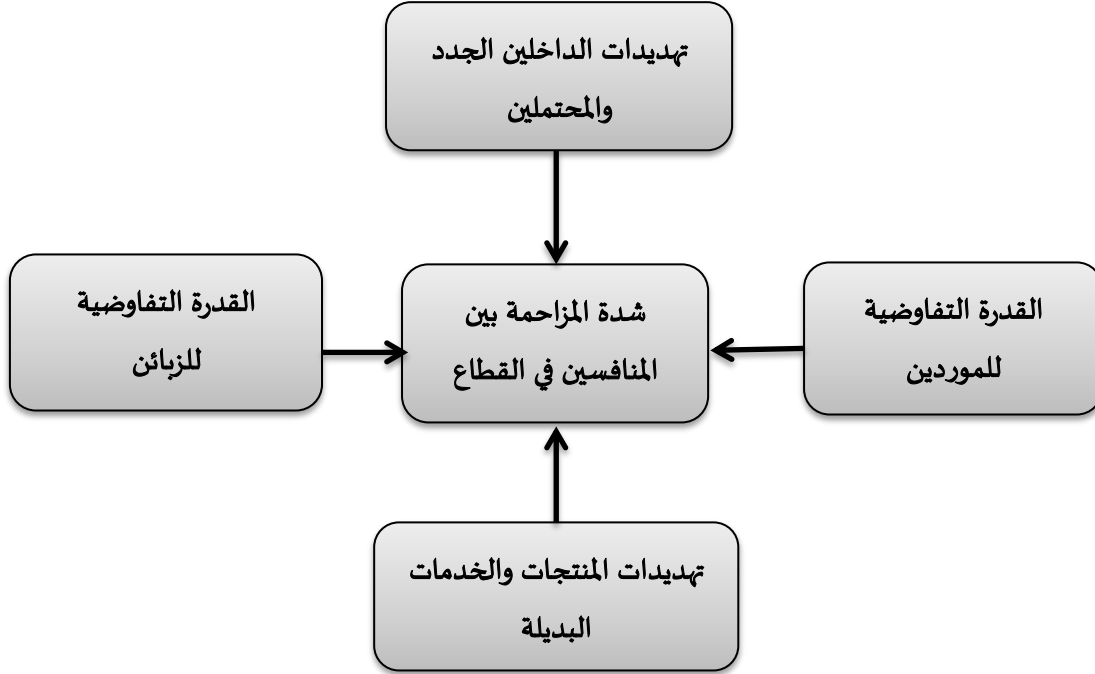 تهديدات الداخلين الجدد
والمحتملين
القدرة التفاوضية
للموردين
شدة المزاحمة بين
المنافسين في القطاع
القدرة التفاوضية
للزبائن
تهديدات المنتجات والخدمات
البديلة